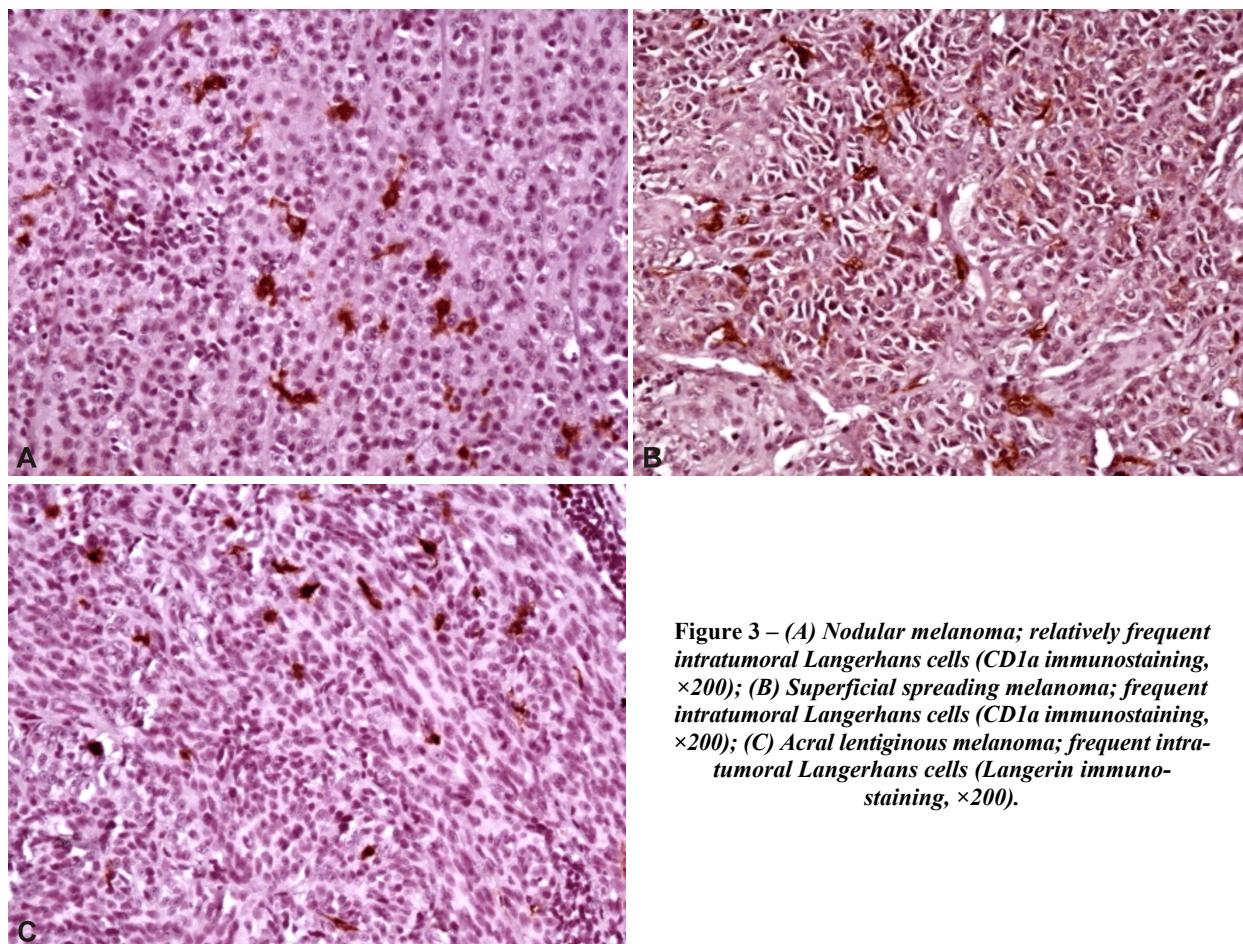 A
B
C
Figure 3 – (A) Nodular melanoma; relatively frequent
intratumoral Langerhans cells (CD1a immunostaining,
×200); (B) Superficial spreading melanoma; frequent
intratumoral Langerhans cells (CD1a immunostaining,
×200); (C) Acral lentiginous melanoma; frequent intra-
tumoral Langerhans cells (Langerin immuno-
staining, ×200).